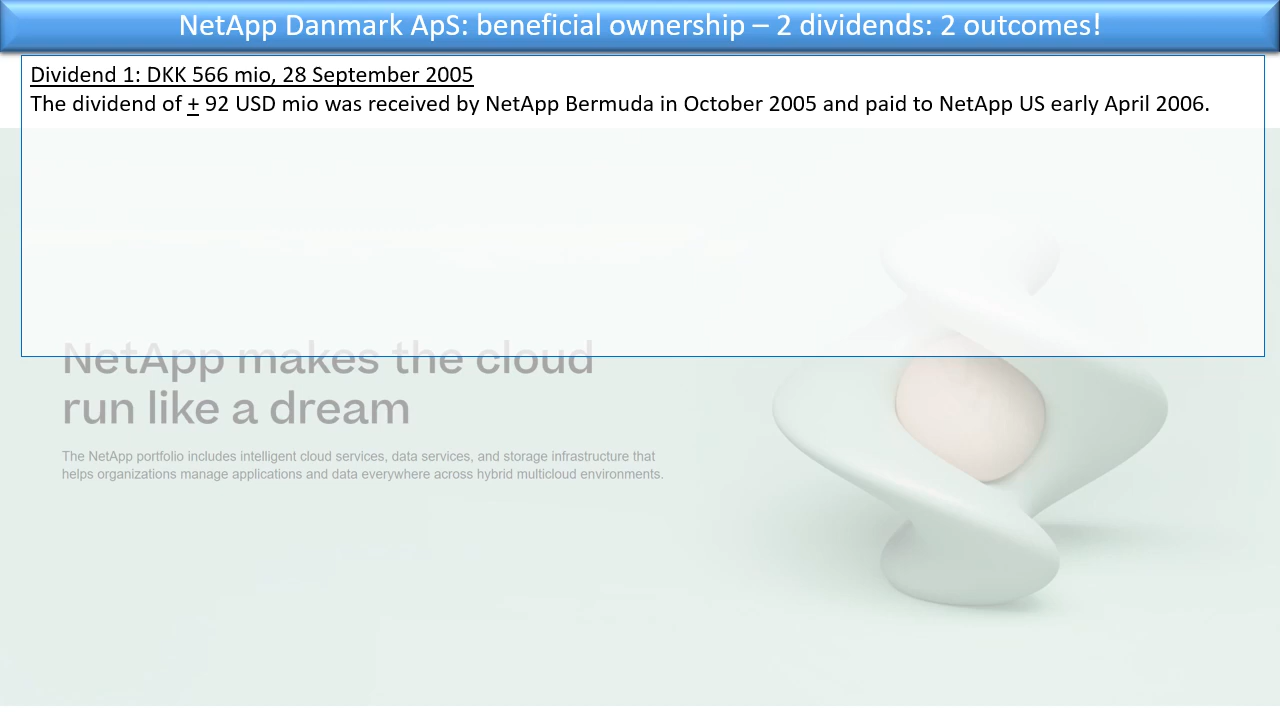 NetApp Danmark ApS: beneficial ownership – 2 dividends: 2 outcomes!
Dividend 1: DKK 566 mio, 28 September 2005
The dividend of + 92 USD mio was received by NetApp Bermuda in October 2005 and paid to NetApp US early April 2006.
NetApp makes the cloud
run like a dream
The NetApp portfolio includes intelligent cloud services, data services, and storage infrastructure that
helps organizations manage applications and data everywhere across hybrid multicloud environments.